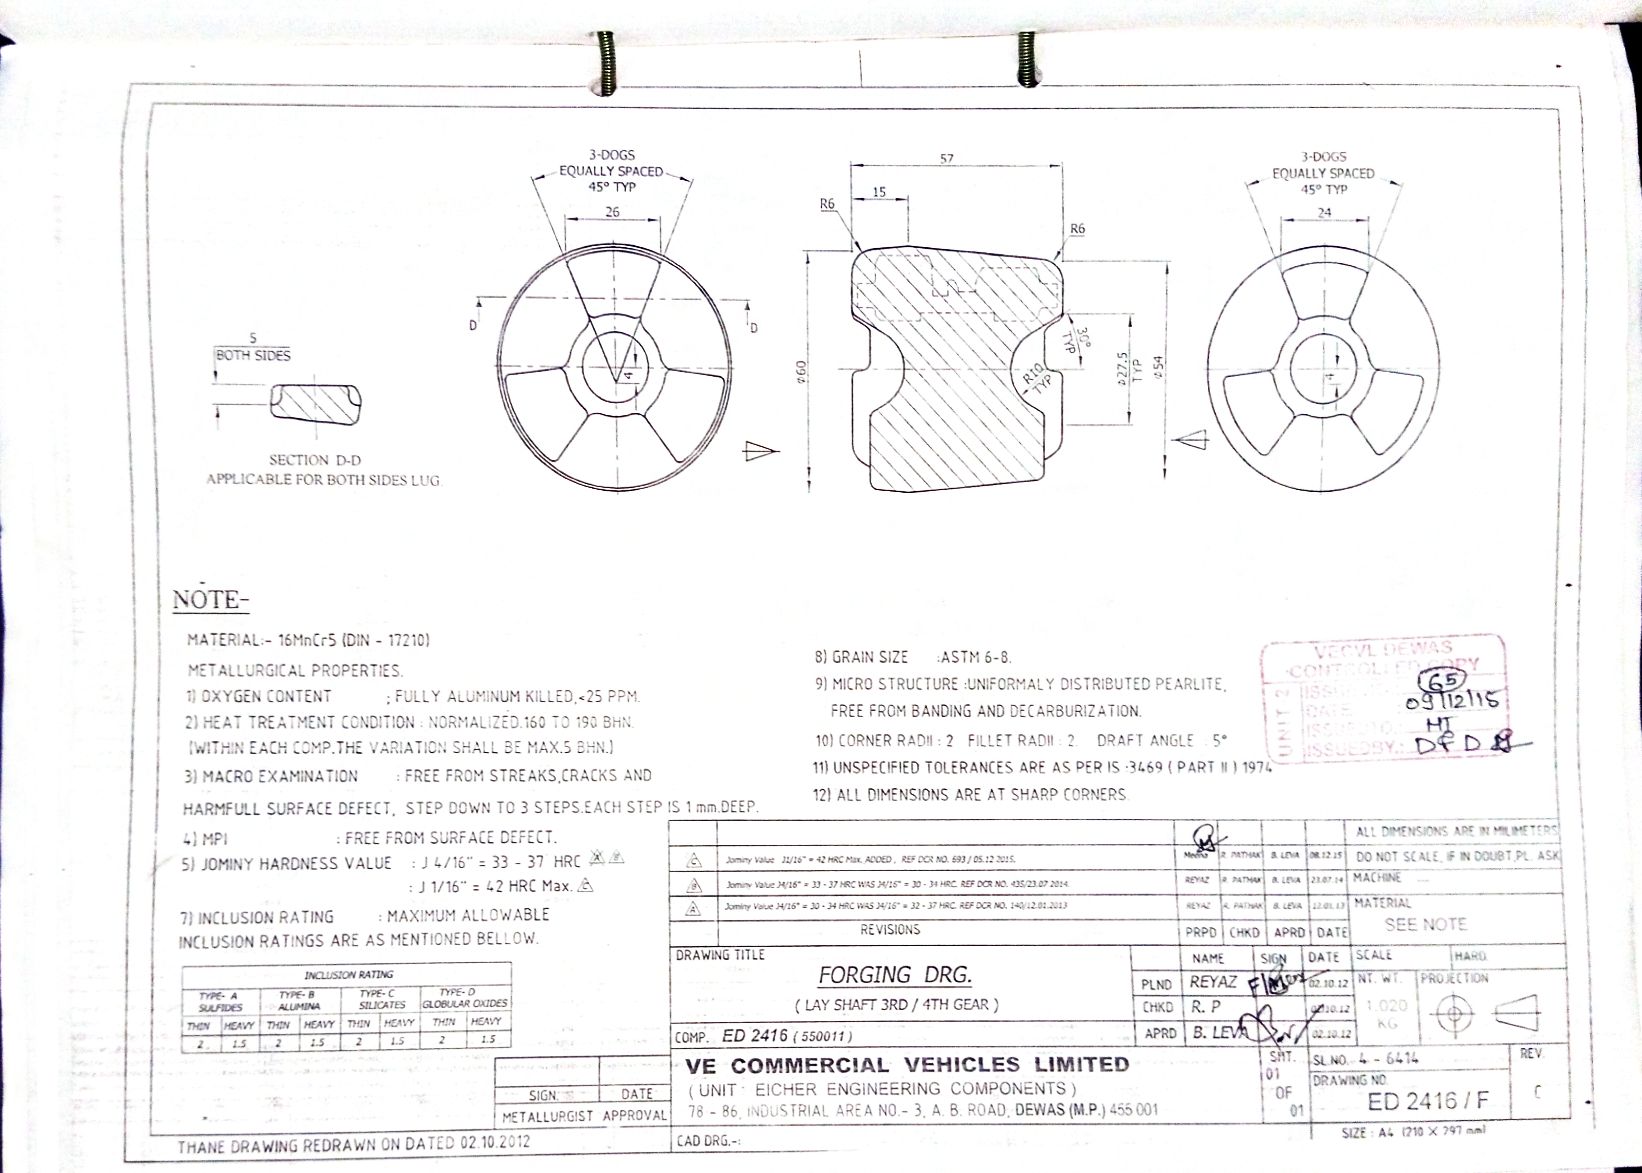 3-DOGS
EQUALLY SPACED
45° TYP
26
D
D
4
5
BOTH SIDES
SECTION D-D
APPLICABLE FOR BOTH SIDES LUG.
57
15
R6
R6
ø60
30°
TYP
R10
TYP
ø27.5
TYP
ø54
3-DOGS
EQUALLY SPACED
45° TYP
24
4
NOTE-
MATERIAL:- 16MnCr5 (DIN - 17210)
METALLURGICAL PROPERTIES.
1) OXYGEN CONTENT ; FULLY ALUMINUM KILLED,<25 PPM.
2) HEAT TREATMENT CONDITION : NORMALIZED.160 TO 190 BHN.
(WITHIN EACH COMP.THE VARIATION SHALL BE MAX.5 BHN.)
3) MACRO EXAMINATION : FREE FROM STREAKS,CRACKS AND
HARMFULL SURFACE DEFECT, STEP DOWN TO 3 STEPS.EACH STEP IS 1 mm.DEEP.
4) MPI : FREE FROM SURFACE DEFECT.
5) JOMINY HARDNESS VALUE : J 4/16" = 33 - 37 HRC
: J 1/16" = 42 HRC Max. C
7) INCLUSION RATING : MAXIMUM ALLOWABLE
INCLUSION RATINGS ARE AS MENTIONED BELLOW.
INCLUSION RATING
TYPE- A SULFIDES TYPE- B ALUMINA TYPE- C SILICATES TYPE- D GLOBULAR OXIDES
THIN HEAVY THIN HEAVY THIN HEAVY THIN HEAVY
2 1.5 2 1.5 2 1.5 2 1.5
8) GRAIN SIZE :ASTM 6-8.
9) MICRO STRUCTURE :UNIFORMALY DISTRIBUTED PEARLITE,
FREE FROM BANDING AND DECARBURIZATION.
10) CORNER RADII : 2 FILLET RADII : 2. DRAFT ANGLE . 5°
11) UNSPECIFIED TOLERANCES ARE AS PER IS :3469 ( PART II ) 1974
12) ALL DIMENSIONS ARE AT SHARP CORNERS.
VECVL DEWAS
CONTROLLED COPY
UNIT 2
65
DATE 09/12/15
ISSUED TO: HT
ISSUED BY.: D&D
C Jominy Value J1/16" = 42 HRC Max. ADDED , REF DCR NO. 693 / 05.12 2015. Meena R. PATHAK B. LEVA 08.12.15
B Jominy Value J4/16" = 33 - 37 HRC WAS J4/16" = 30 - 34 HRC. REF DCR NO. 435/23.07 2014. REYAZ R. PATHAK B. LEVA 23.07.14
A Jominy Value J4/16" = 30 - 34 HRC WAS J4/16" = 32 - 37 HRC. REF DCR NO. 140/12.01.2013 REYAZ R. PATHAK B. LEVA 12.01.13
REVISIONS PRPD CHKD APRD DATE
ALL DIMENSIONS ARE IN MILIMETERS
DO NOT SCALE, IF IN DOUBT,PL. ASK
MACHINE
MATERIAL
SEE NOTE
DRAWING TITLE
FORGING DRG.
( LAY SHAFT 3RD / 4TH GEAR )
COMP. ED 2416 ( 550011 )
NAME SIGN DATE
PLND REYAZ 02.10.12
CHKD R. P 02.10.12
APRD B. LEVA 02.10.12
SCALE HARD
NT. WT. PROJECTION
1.020
KG
VE COMMERCIAL VEHICLES LIMITED
( UNIT : EICHER ENGINEERING COMPONENTS )
78 - 86, INDUSTRIAL AREA NO.- 3, A. B. ROAD, DEWAS (M.P.) 455 001
SHT.
01
OF
01
SL.NO. 4 - 6414
DRAWING NO.
ED 2416 / F
REV.
C
SIGN. DATE
METALLURGIST APPROVAL
THANE DRAWING REDRAWN ON DATED 02.10.2012
CAD DRG.-:
SIZE : A4 (210 X 297 mm)